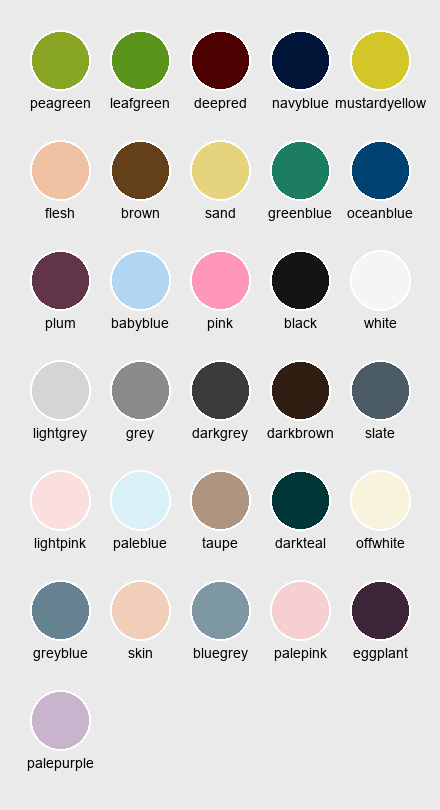 peagreen leafgreen deepred navyblue mustardyellow
flesh brown sand greenblue oceanblue
plum babyblue pink black white
lightgrey grey darkgrey darkbrown slate
lightpink paleblue taupe darkteal offwhite
greyblue skin bluegrey palepink eggplant
palepurple